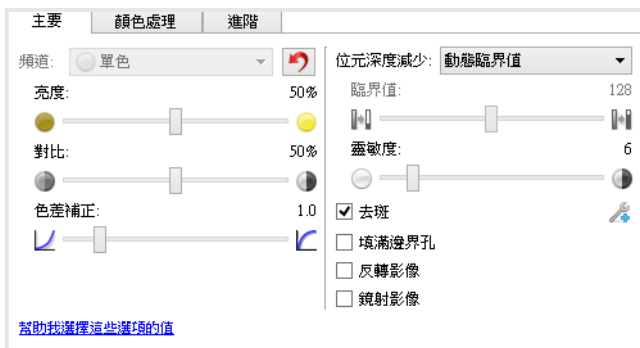 主要 顏色處理 進階
頻道: 單色
亮度: 50%
對比: 50%
色差補正: 1.0
位元深度減少: 動態臨界值
臨界值: 128
靈敏度: 6
去斑
填滿邊界孔
反轉影像
鏡射影像
幫助我選擇這些選項的值